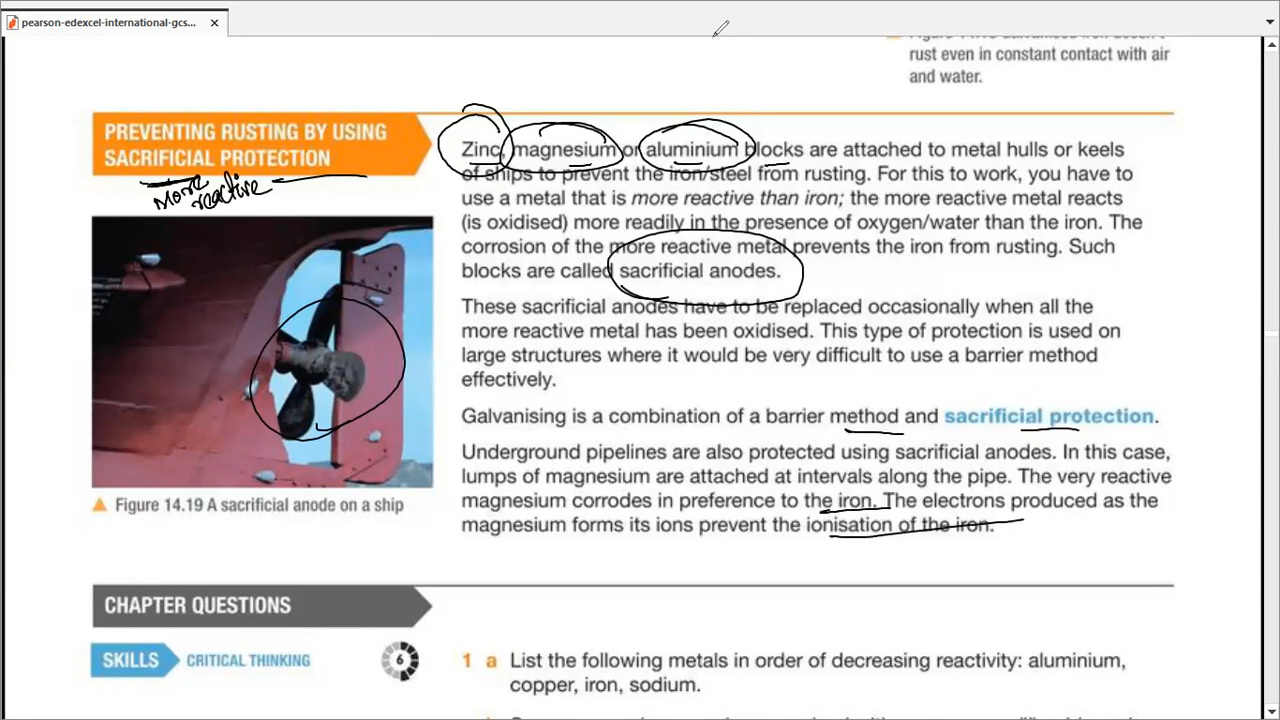 pearson-edexcel-international-gcs...
rust even in constant contact with air
and water.
PREVENTING RUSTING BY USING
SACRIFICIAL PROTECTION
more
reactive
Zinc, magnesium or aluminium blocks are attached to metal hulls or keels
of ships to prevent the iron/steel from rusting. For this to work, you have to
use a metal that is more reactive than iron; the more reactive metal reacts
(is oxidised) more readily in the presence of oxygen/water than the iron. The
corrosion of the more reactive metal prevents the iron from rusting. Such
blocks are called sacrificial anodes.
These sacrificial anodes have to be replaced occasionally when all the
more reactive metal has been oxidised. This type of protection is used on
large structures where it would be very difficult to use a barrier method
effectively.
Galvanising is a combination of a barrier method and sacrificial protection.
Underground pipelines are also protected using sacrificial anodes. In this case,
lumps of magnesium are attached at intervals along the pipe. The very reactive
magnesium corrodes in preference to the iron. The electrons produced as the
magnesium forms its ions prevent the ionisation of the iron.
Figure 14.19 A sacrificial anode on a ship
CHAPTER QUESTIONS
SKILLS CRITICAL THINKING
6
1 a List the following metals in order of decreasing reactivity: aluminium,
copper, iron, sodium.